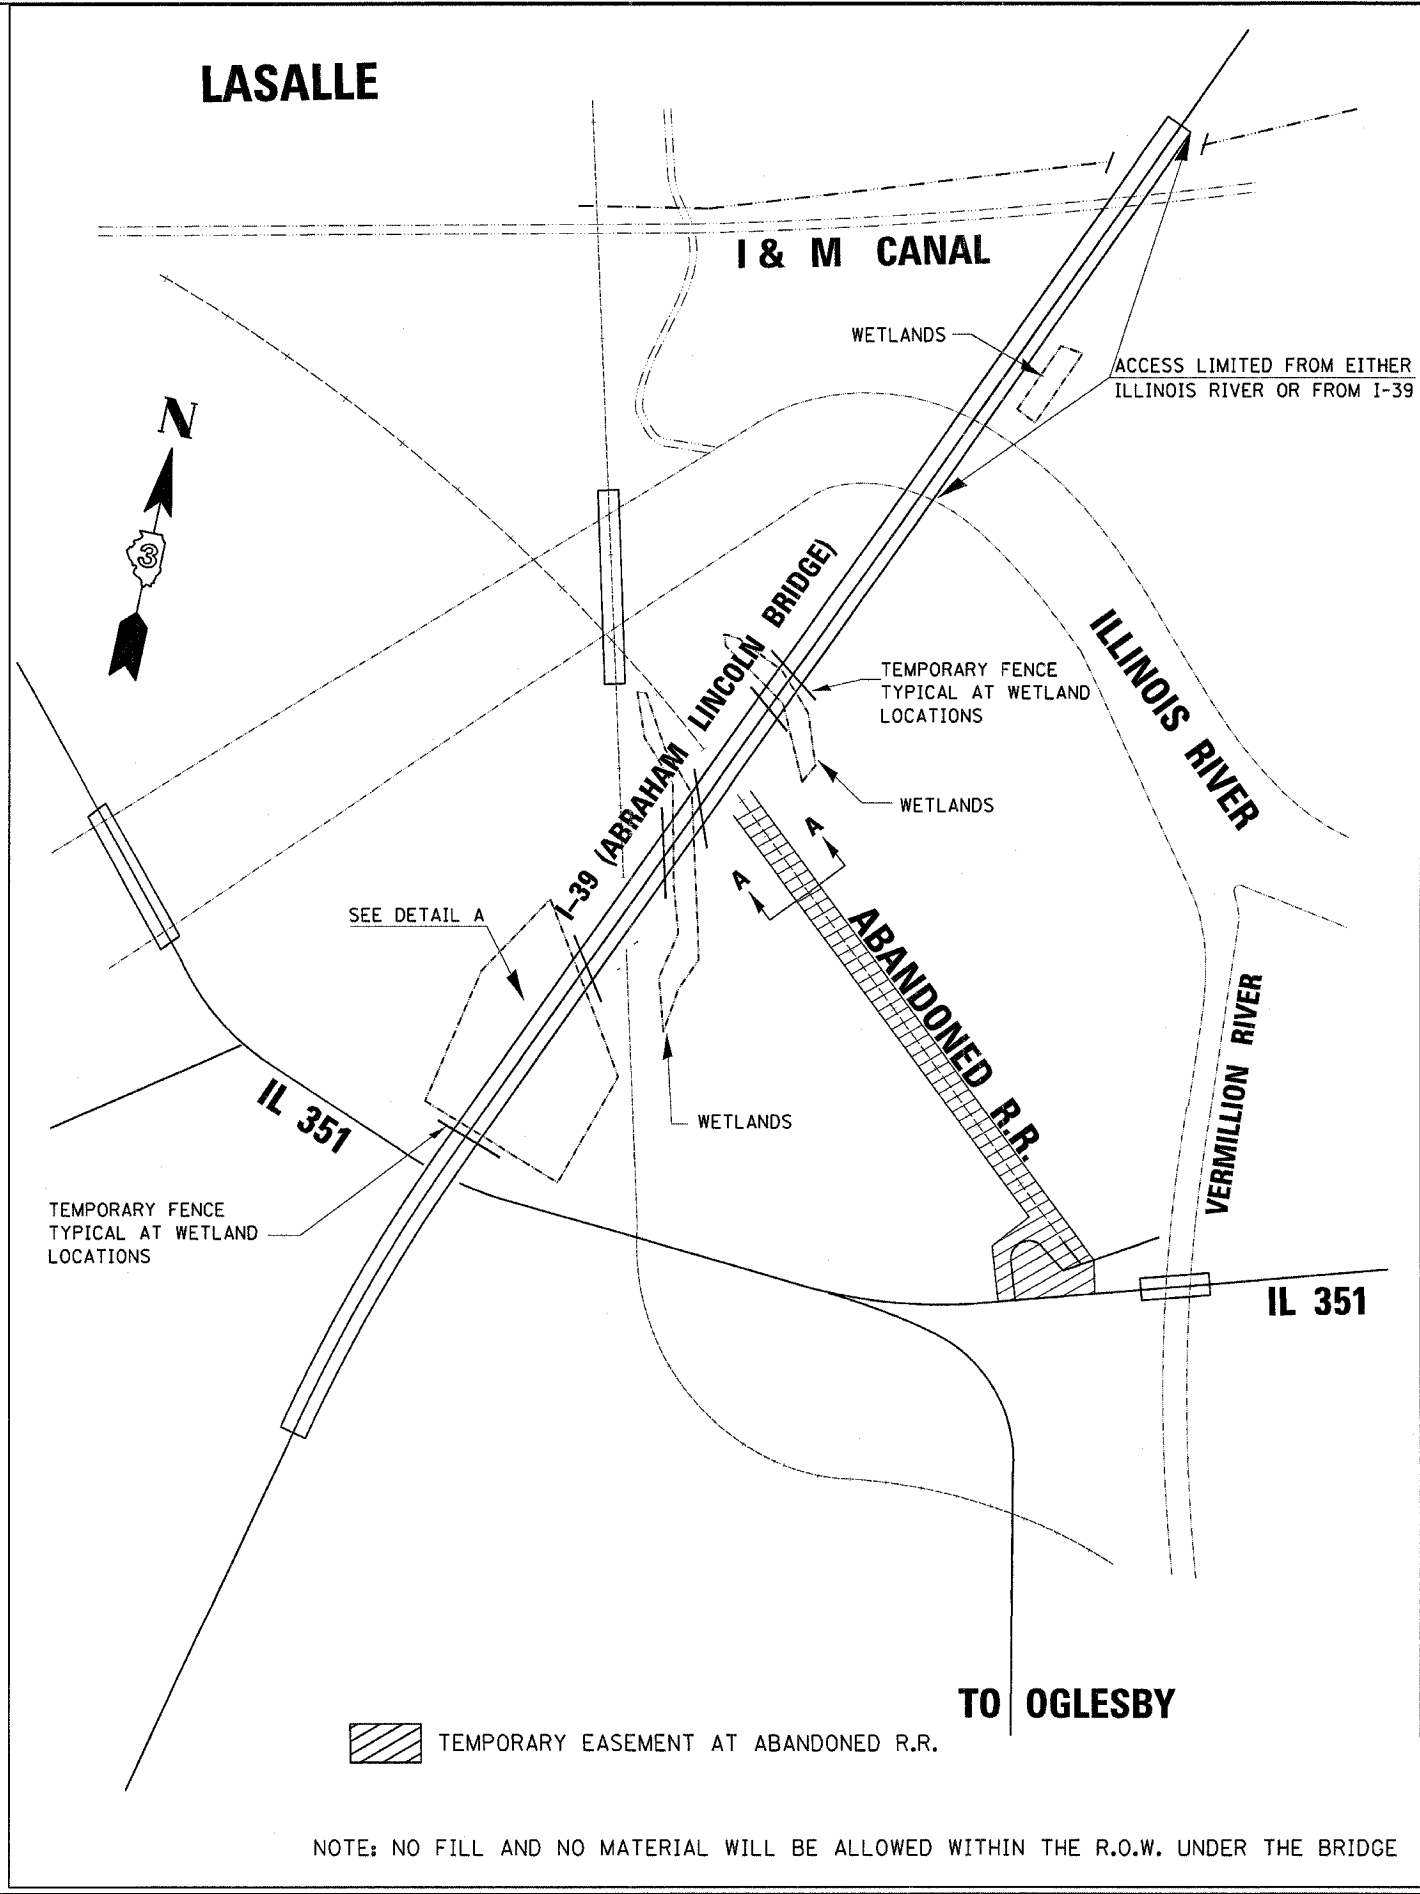 LASALLE
I & M CANAL
WETLANDS
ACCESS LIMITED FROM EITHER
ILLINOIS RIVER OR FROM I-39
N
3
I-39 (ABRAHAM LINCOLN BRIDGE)
TEMPORARY FENCE
TYPICAL AT WETLAND
LOCATIONS
ILLINOIS RIVER
WETLANDS
A
A
SEE DETAIL A
ABANDONED R.R.
VERMILLION RIVER
IL 351
WETLANDS
TEMPORARY FENCE
TYPICAL AT WETLAND
LOCATIONS
IL 351
TO OGLESBY
TEMPORARY EASEMENT AT ABANDONED R.R.
NOTE: NO FILL AND NO MATERIAL WILL BE ALLOWED WITHIN THE R.O.W. UNDER THE BRIDGE